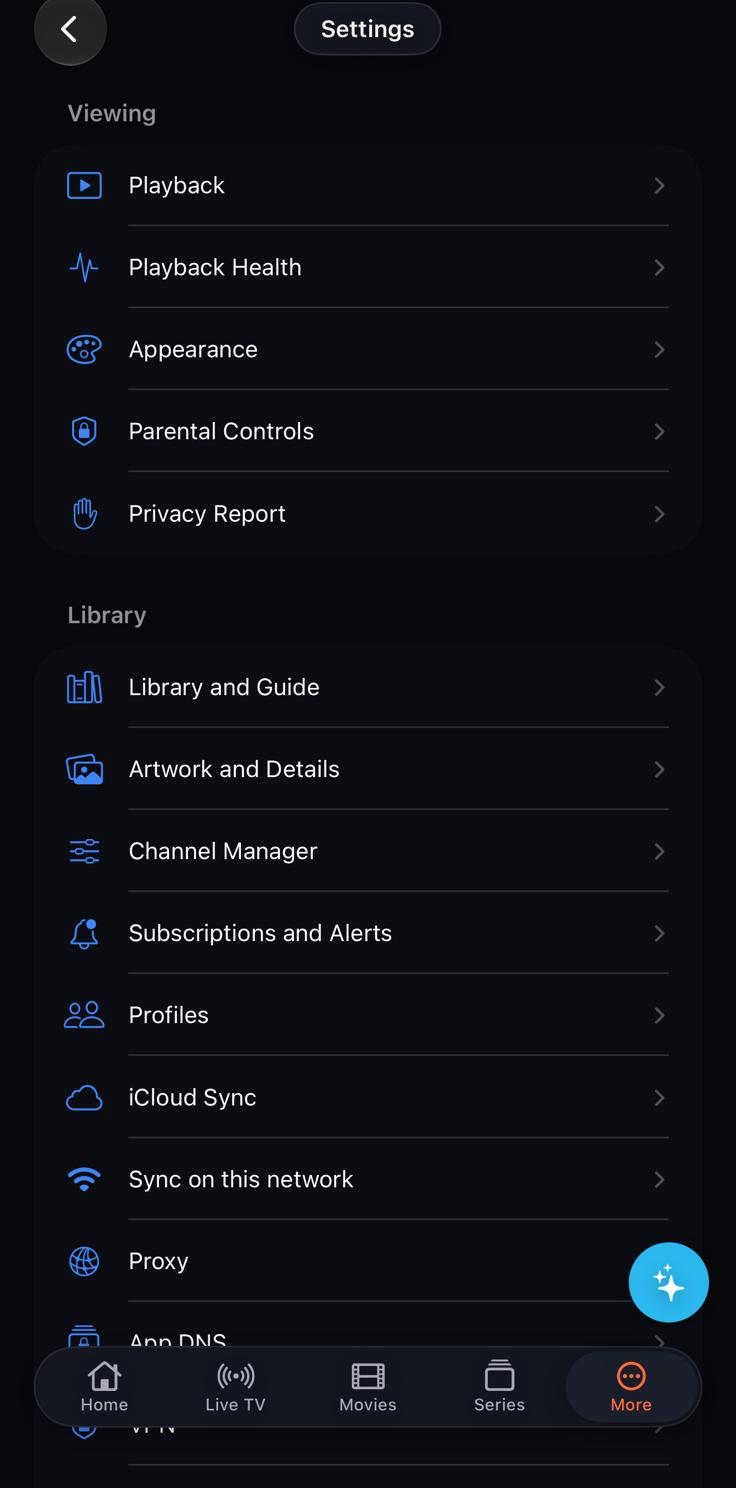 Settings
Viewing
Playback
Playback Health
Appearance
Parental Controls
Privacy Report
Library
Library and Guide
Artwork and Details
Channel Manager
Subscriptions and Alerts
Profiles
iCloud Sync
Sync on this network
Proxy
App DNS
Home
Live TV
Movies
Series
More
VPN